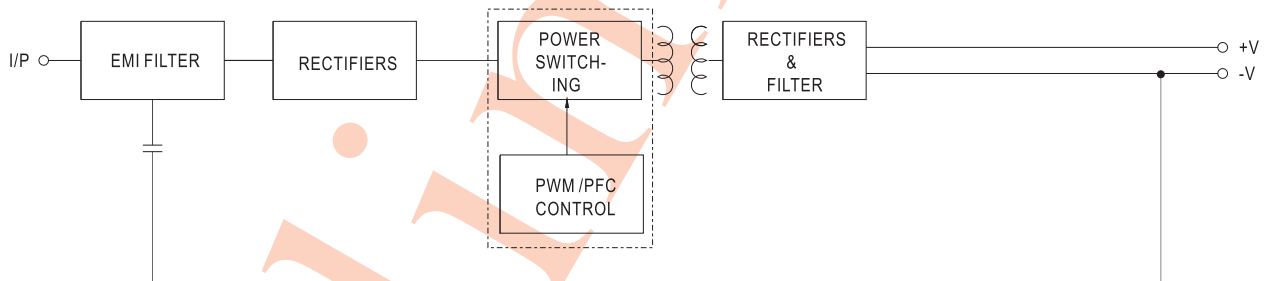 I/P
EMI FILTER
RECTIFIERS
POWER
SWITCH-
ING
PWM/PFC
CONTROL
RECTIFIERS
&
FILTER
+V
-V